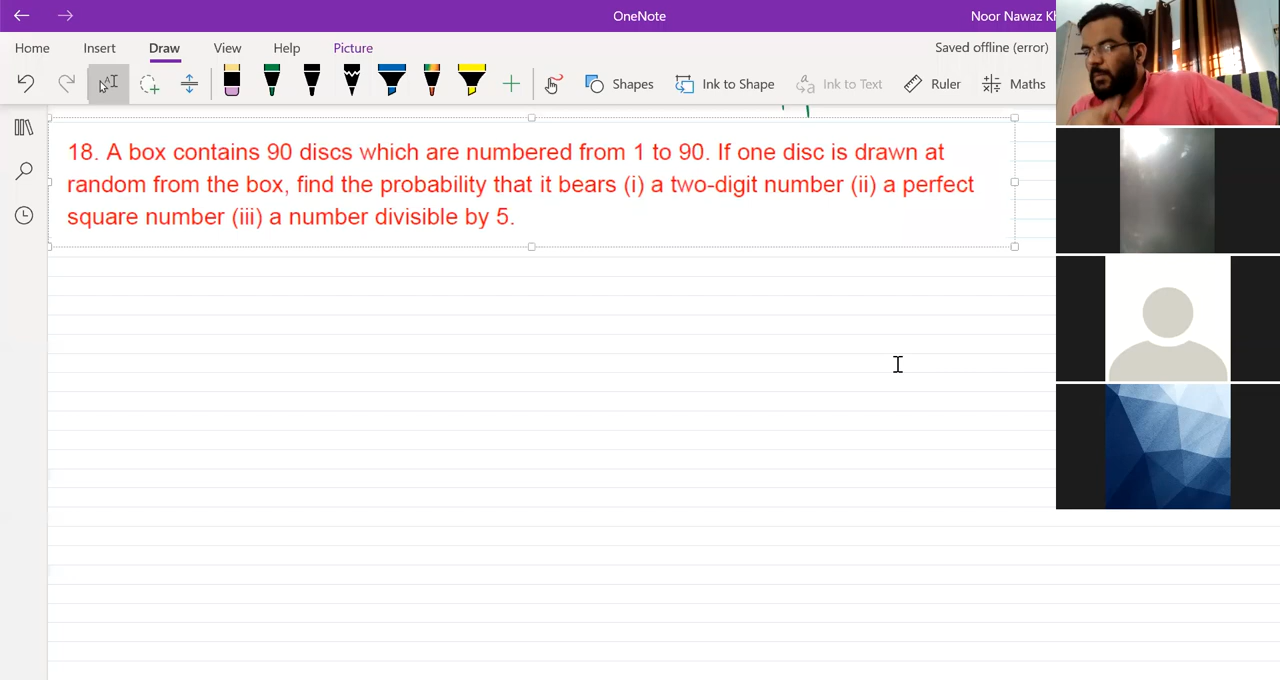 OneNote
Noor Nawaz Kh
Home Insert Draw View Help Picture
Saved offline (error)
Shapes Ink to Shape Ink to Text Ruler Maths
18. A box contains 90 discs which are numbered from 1 to 90. If one disc is drawn at
random from the box, find the probability that it bears (i) a two-digit number (ii) a perfect
square number (iii) a number divisible by 5.